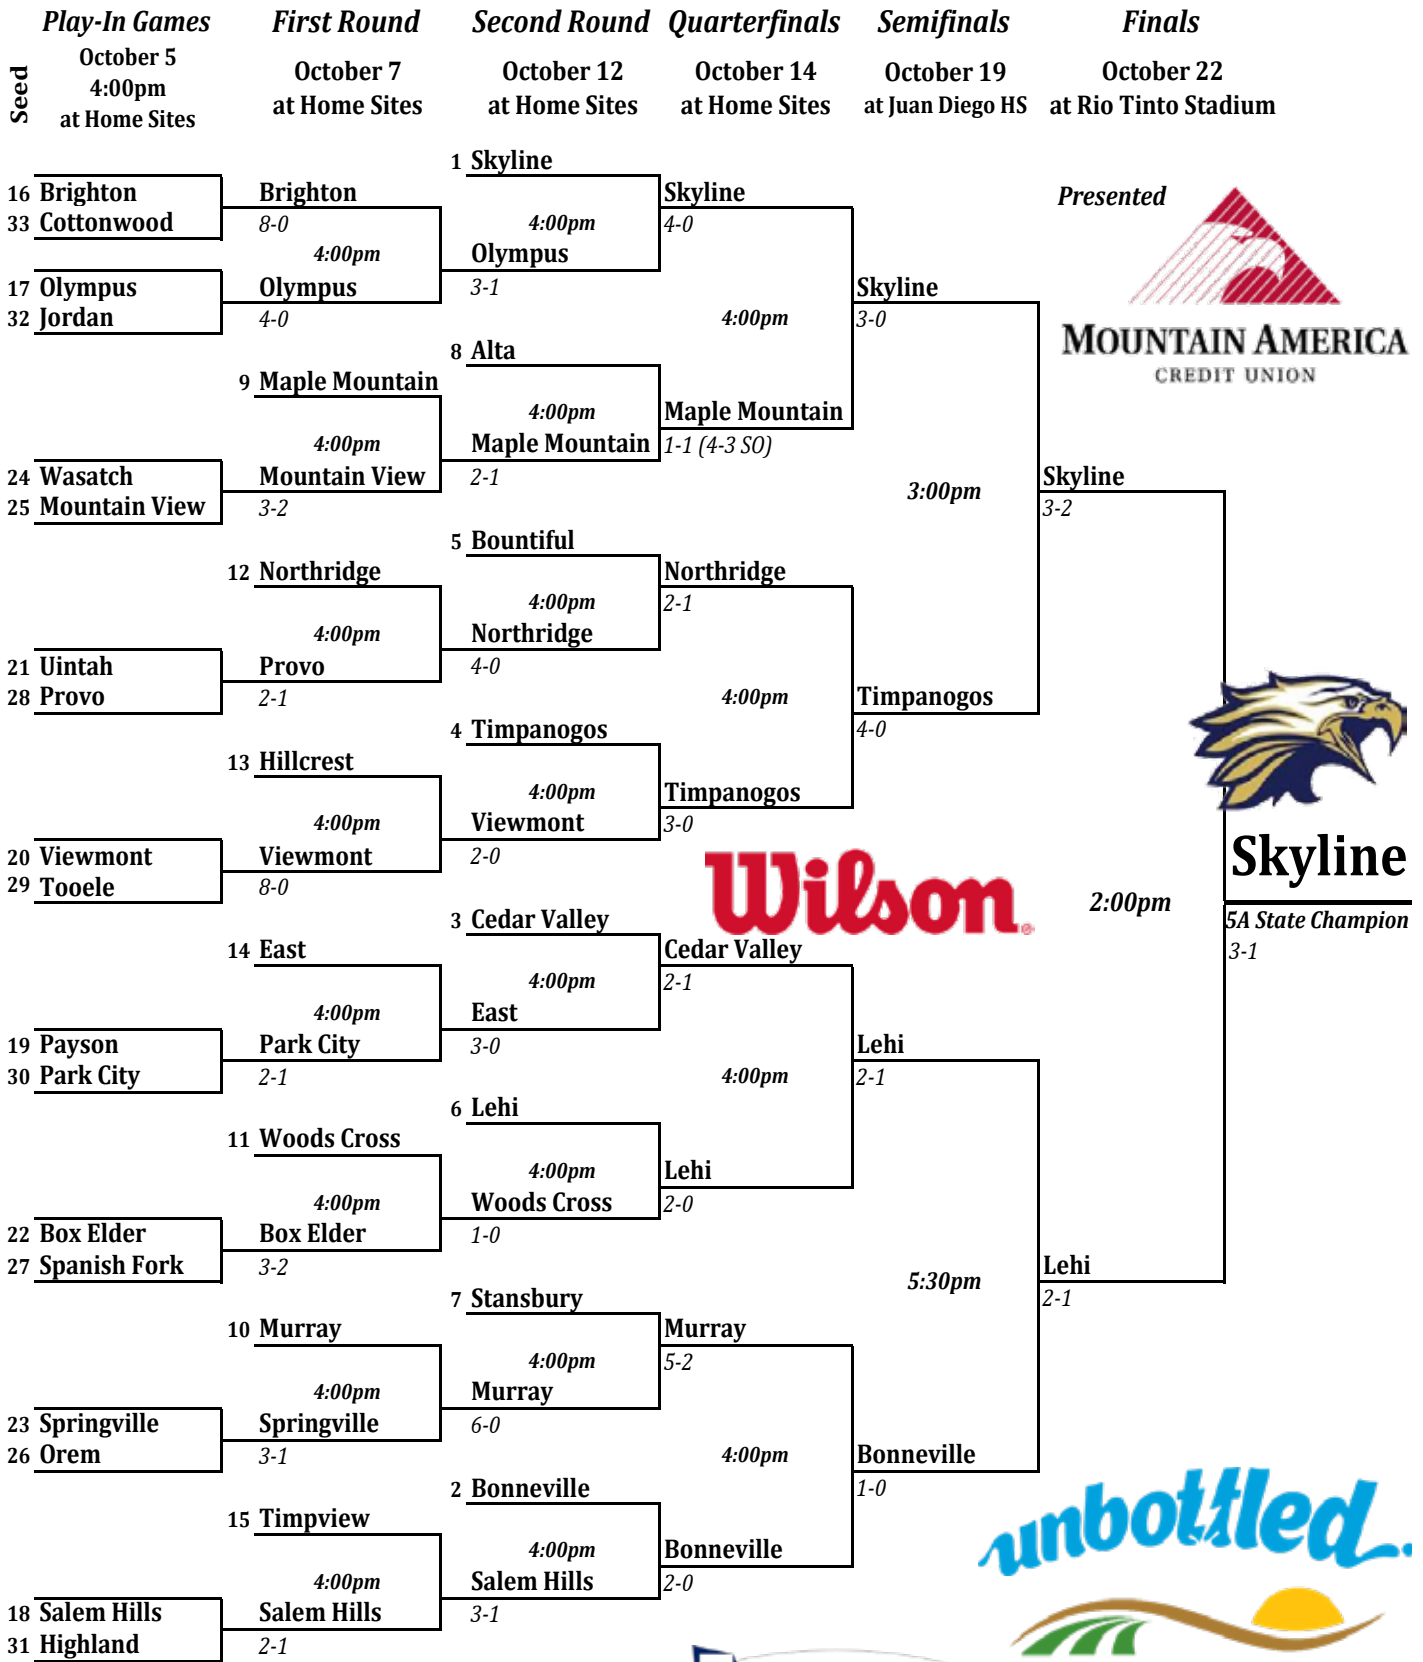 Play-In Games
October 5
4:00pm
at Home Sites
First Round
October 7
at Home Sites
Second Round
October 12
at Home Sites
Quarterfinals
October 14
at Home Sites
Semifinals
October 19
at Juan Diego HS
Finals
October 22
at Rio Tinto Stadium
Seed
16 Brighton
33 Cottonwood
17 Olympus
32 Jordan
24 Wasatch
25 Mountain View
21 Uintah
28 Provo
20 Viewmont
29 Tooele
19 Payson
30 Park City
22 Box Elder
27 Spanish Fork
23 Springville
26 Orem
18 Salem Hills
31 Highland
Brighton
8-0
4:00pm
Olympus
4-0
9 Maple Mountain
4:00pm
Mountain View
3-2
12 Northridge
4:00pm
Provo
2-1
13 Hillcrest
4:00pm
Viewmont
8-0
14 East
4:00pm
Park City
2-1
11 Woods Cross
4:00pm
Box Elder
3-2
10 Murray
4:00pm
Springville
3-1
15 Timpview
4:00pm
Salem Hills
2-1
1 Skyline
4:00pm
Olympus
3-1
8 Alta
4:00pm
Maple Mountain
2-1
5 Bountiful
4:00pm
Northridge
4-0
4 Timpanogos
4:00pm
Viewmont
2-0
3 Cedar Valley
4:00pm
East
3-0
6 Lehi
4:00pm
Woods Cross
1-0
7 Stansbury
4:00pm
Murray
6-0
2 Bonneville
4:00pm
Salem Hills
3-1
Skyline
4-0
4:00pm
Maple Mountain
1-1 (4-3 SO)
Northridge
2-1
4:00pm
Timpanogos
3-0
Cedar Valley
2-1
4:00pm
Lehi
2-0
Murray
5-2
4:00pm
Bonneville
2-0
Skyline
3-0
3:00pm
Timpanogos
4-0
Lehi
2-1
5:30pm
Bonneville
1-0
Skyline
3-2
2:00pm
Lehi
2-1
Skyline
5A State Champion
3-1
Presented
MOUNTAIN AMERICA
CREDIT UNION
Wilson®
unbottled.